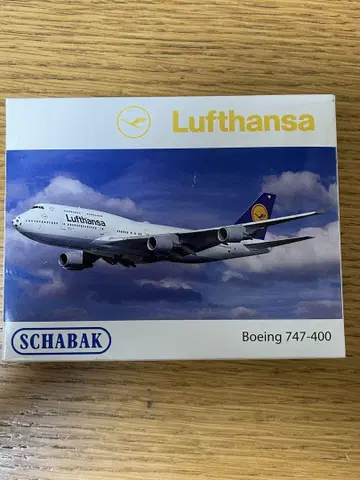 Lufthansa
Lufthansa
SCHABAK
Boeing 747-400